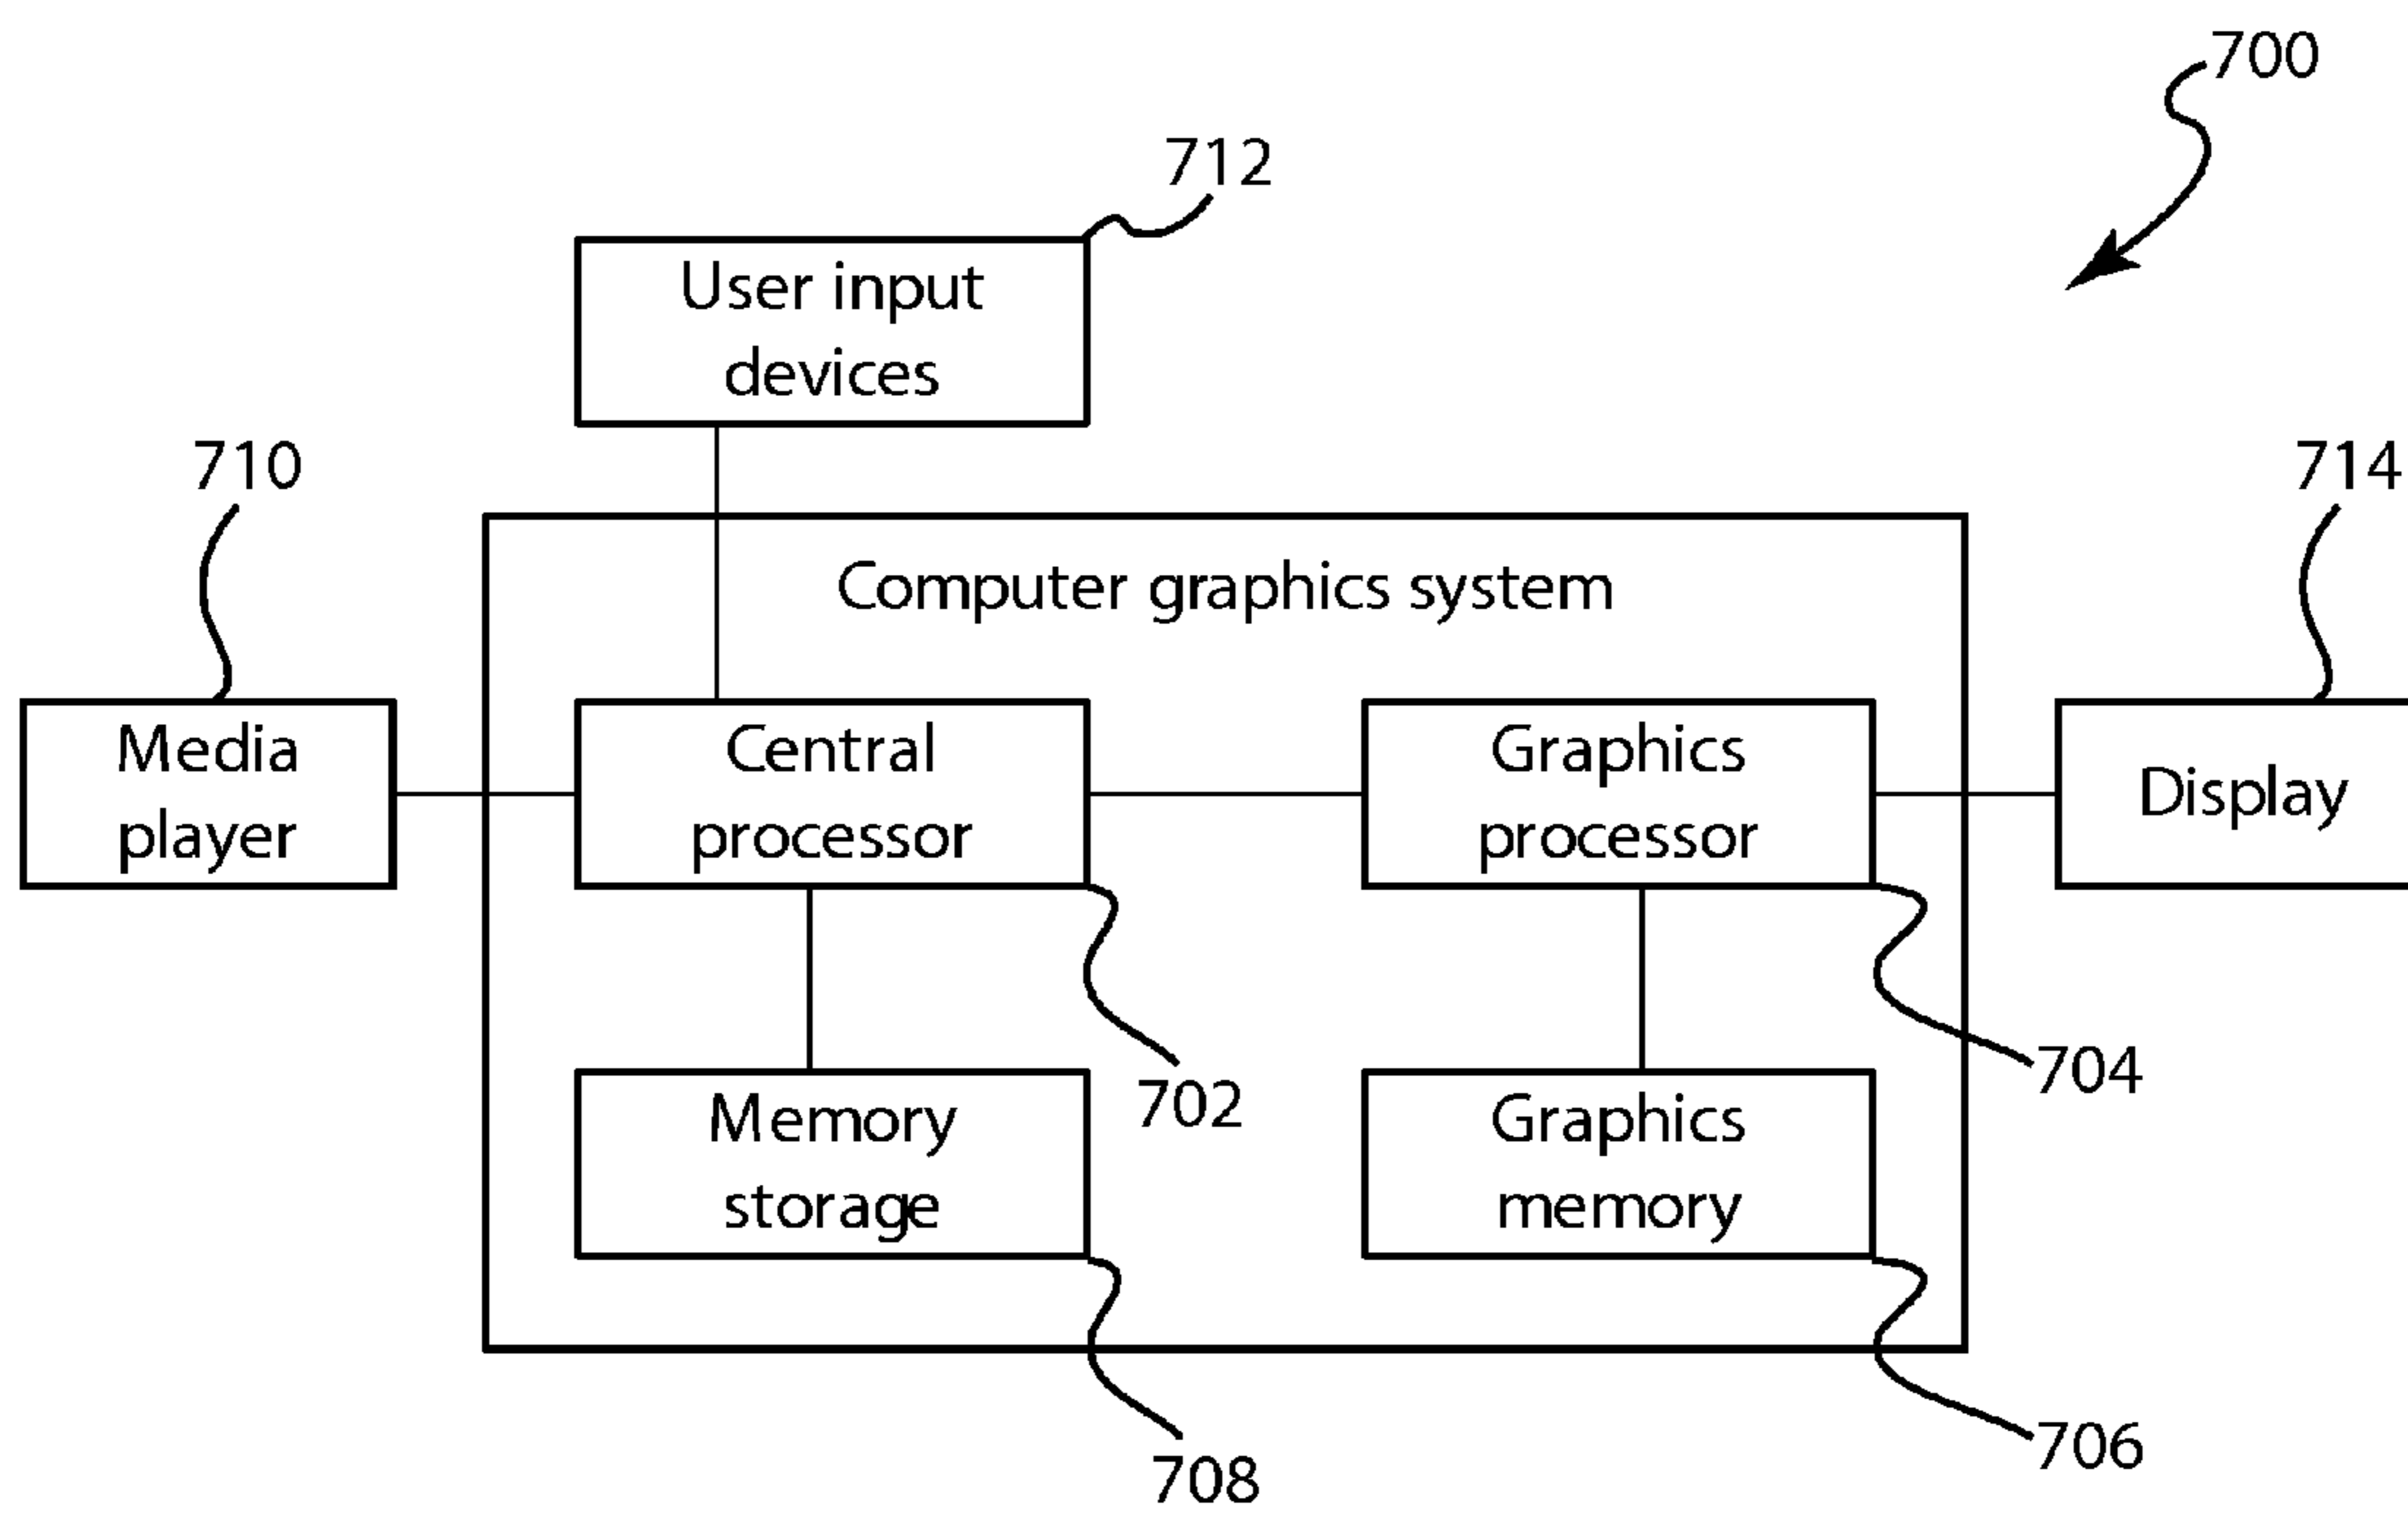 700
712
User input
devices
710
714
Computer graphics system
Media
player
Central
processor
Graphics
processor
Display
702
704
Memory
storage
Graphics
memory
708
706